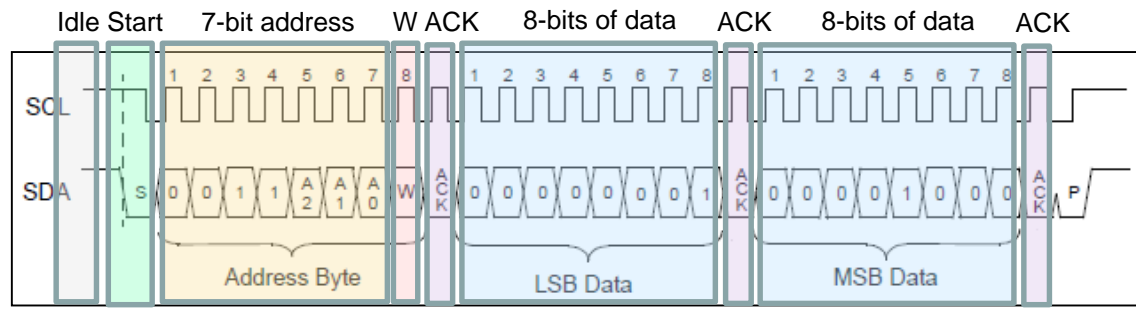 Idle Start 7-bit address W ACK 8-bits of data ACK 8-bits of data ACK
1 2 3 4 5 6 7 8 1 2 3 4 5 6 7 8 1 2 3 4 5 6 7 8
SCL
SDA S 0 0 1 1 A2 A1 A0 W ACK 0 0 0 0 0 0 0 1 ACK 0 0 0 0 1 0 0 0 ACK P
Address Byte LSB Data MSB Data